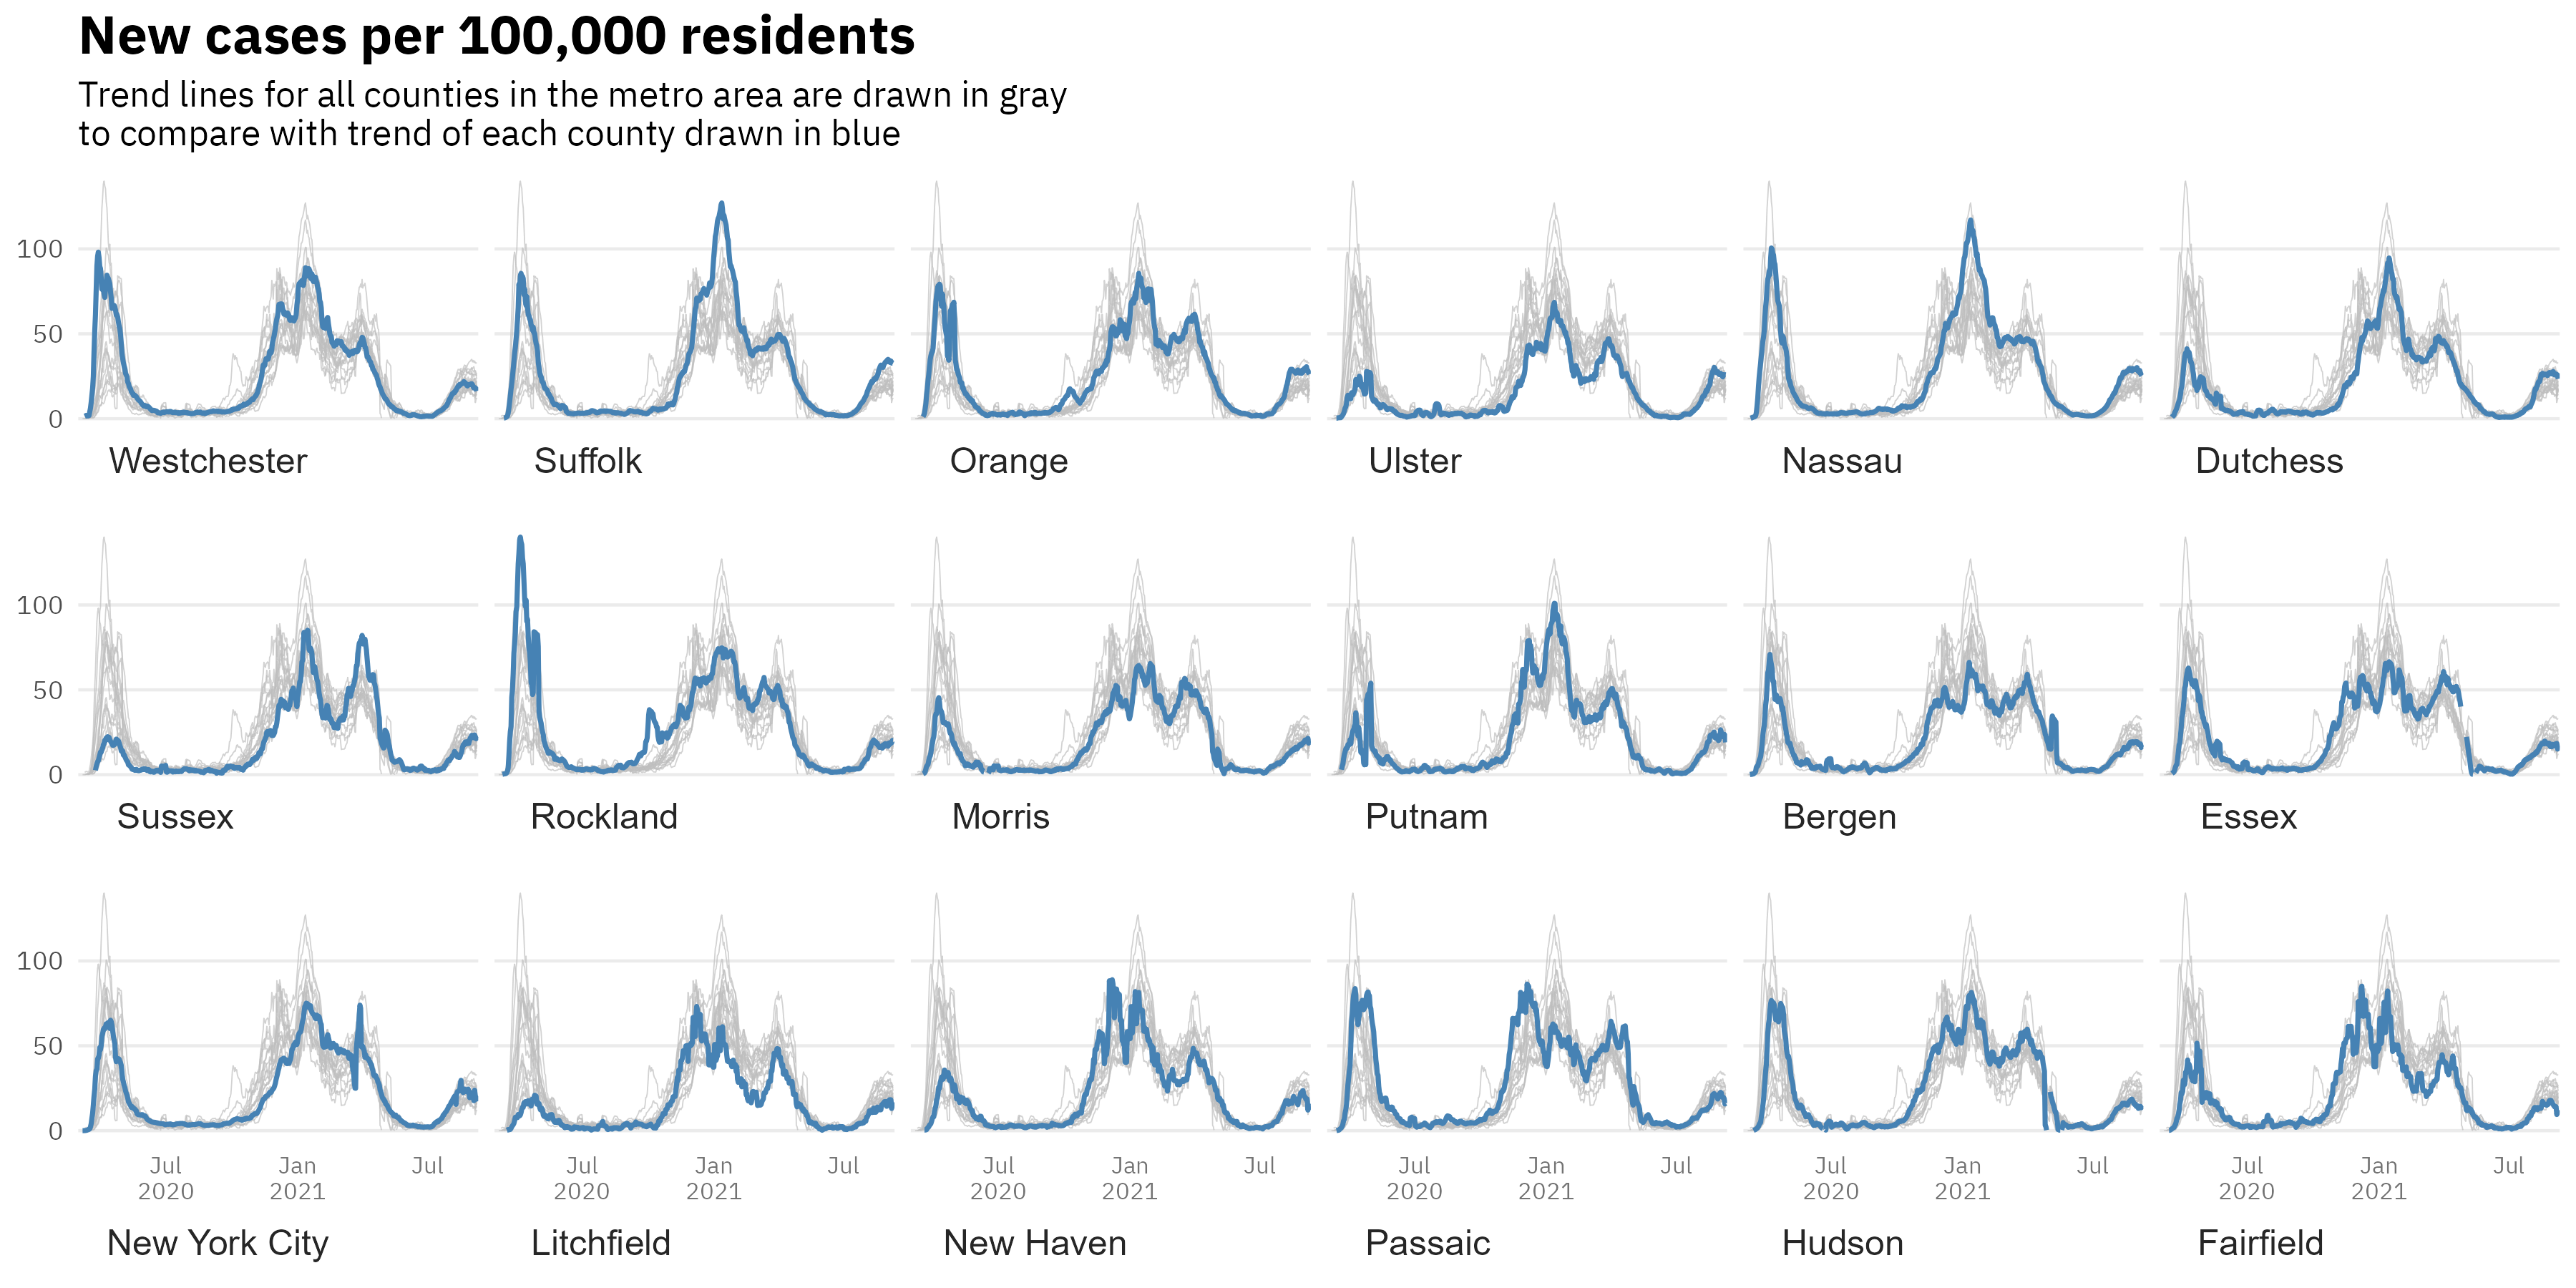 New cases per 100,000 residents
Trend lines for all counties in the metro area are drawn in gray
to compare with trend of each county drawn in blue
100
50
0
Westchester Suffolk Orange Ulster Nassau Dutchess
100
50
0
Sussex Rockland Morris Putnam Bergen Essex
100
50
0
Jul Jan Jul Jul Jan Jul Jul Jan Jul Jul Jan Jul Jul Jan Jul Jul Jan Jul
2020 2021 2020 2021 2020 2021 2020 2021 2020 2021 2020 2021
New York City Litchfield New Haven Passaic Hudson Fairfield